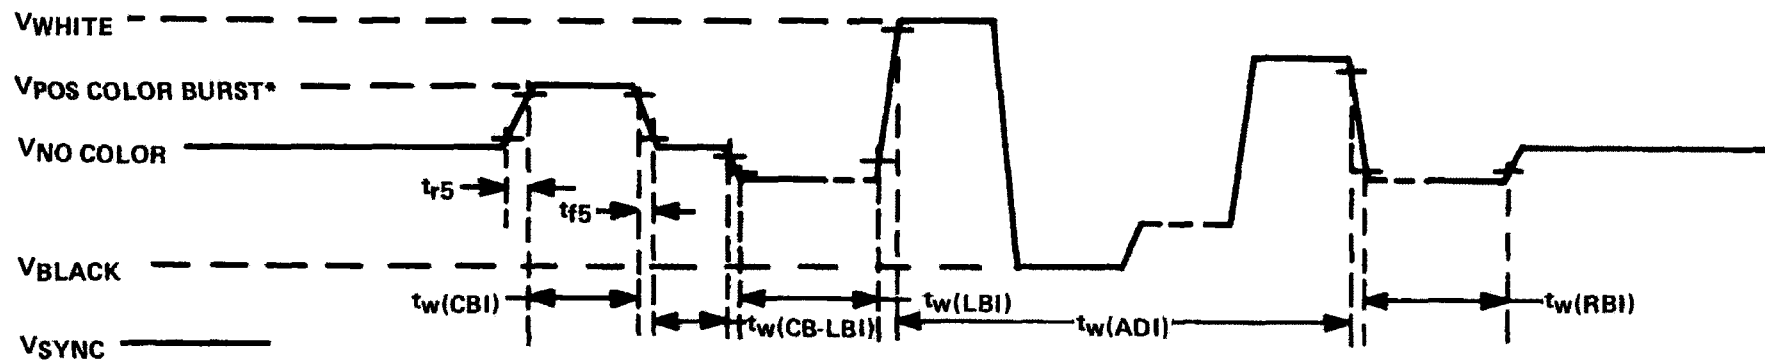 VWHITE
VPOS COLOR BURST*
VNO COLOR
tr5
tf5
VBLACK
tw(CBI)
tw(LBI)
tw(RBI)
tw(CB-LBI)
tw(ADI)
VSYNC